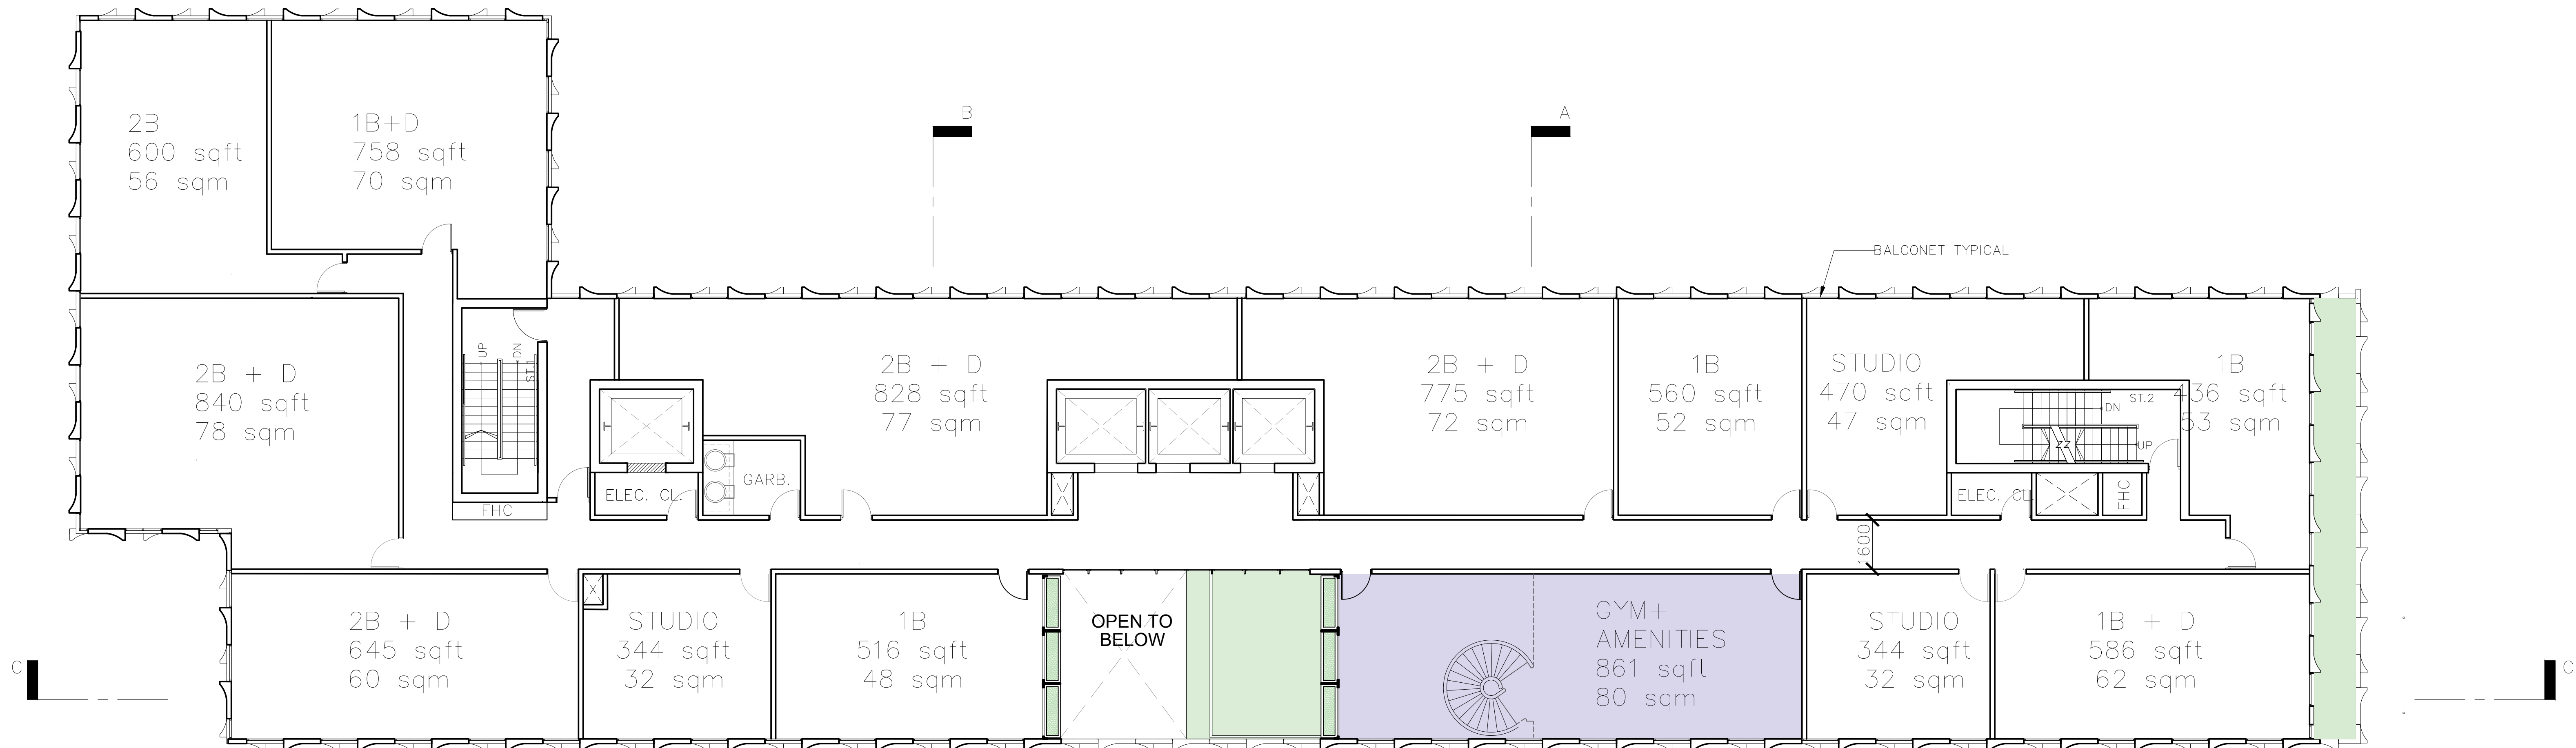 B
A
2B
600 sqft
56 sqm
1B+D
758 sqft
70 sqm
BALCONET TYPICAL
2B + D
840 sqft
78 sqm
UP
DN
ST.1
FHC
ELEC. CL.
GARB.
2B + D
828 sqft
77 sqm
2B + D
775 sqft
72 sqm
1B
560 sqft
52 sqm
STUDIO
470 sqft
47 sqm
DN
ST.2
UP
1B
436 sqft
53 sqm
ELEC. CL.
FHC
1600
2B + D
645 sqft
60 sqm
X
STUDIO
344 sqft
32 sqm
1B
516 sqft
48 sqm
OPEN TO
BELOW
GYM+
AMENITIES
861 sqft
80 sqm
STUDIO
344 sqft
32 sqm
1B + D
586 sqft
62 sqm
C
C